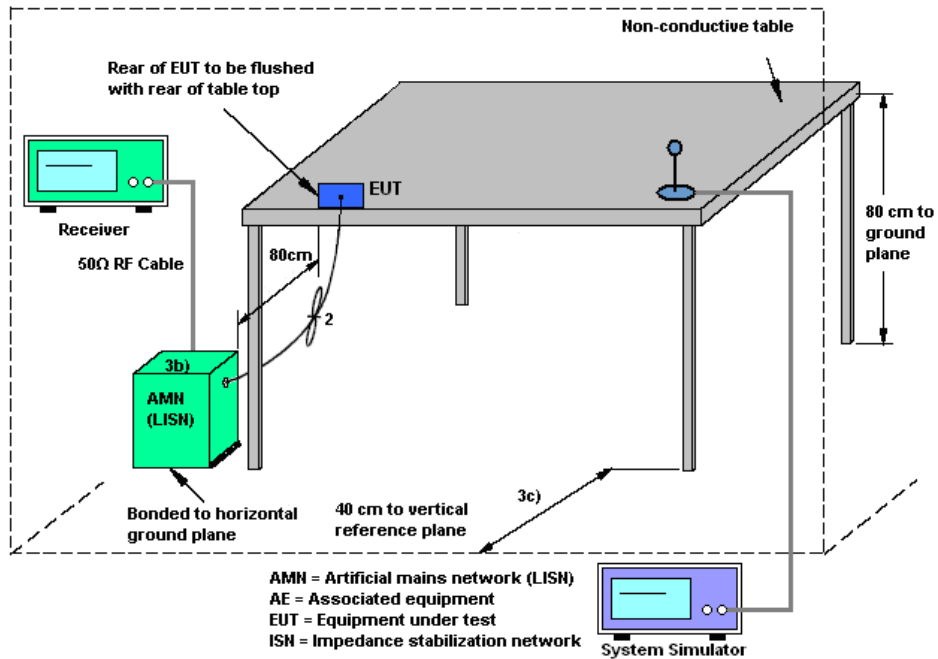 Non-conductive table
Rear of EUT to be flushed
with rear of table top
EUT
Receiver
80cm
80 cm to
ground
plane
50Ω RF Cable
2
3b)
AMN
(LISN)
3c)
Bonded to horizontal
ground plane
40 cm to vertical
reference plane
AMN = Artificial mains network (LISN)
AE = Associated equipment
EUT = Equipment under test
ISN = Impedance stabilization network
System Simulator